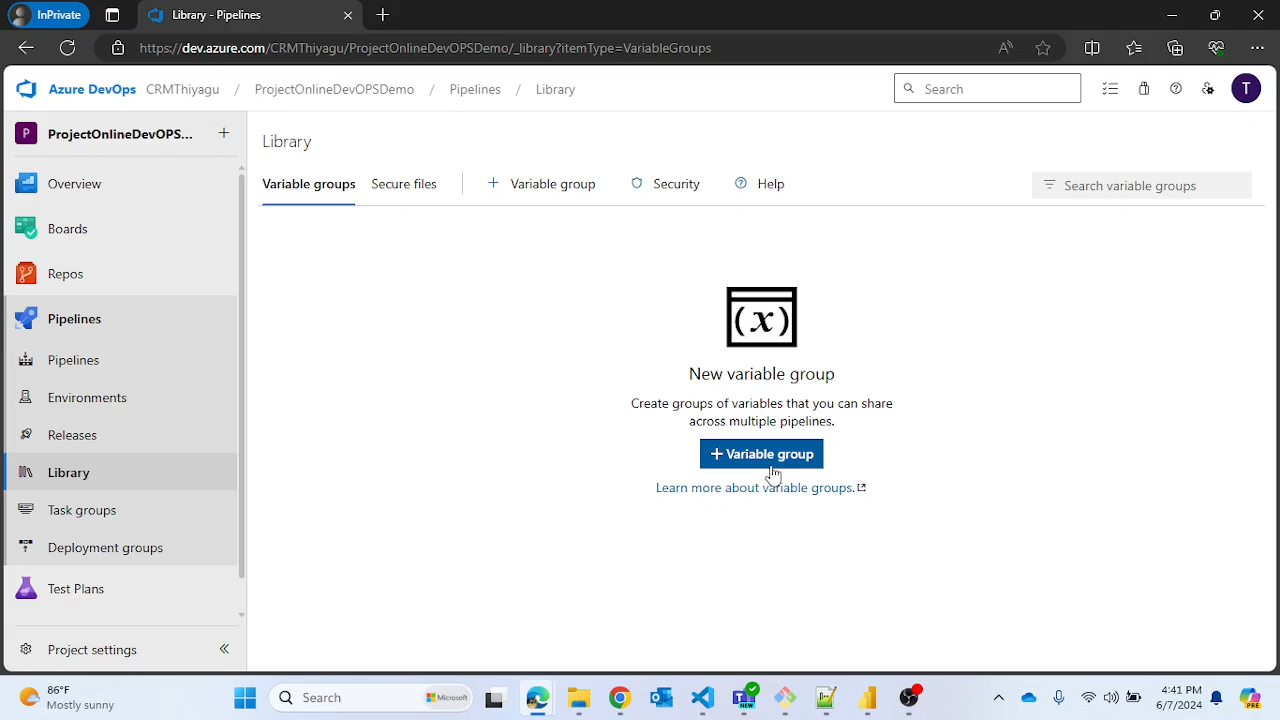 InPrivate
Library - Pipelines
https://dev.azure.com/CRMThiyagu/ProjectOnlineDevOPSDemo/_library?itemType=VariableGroups
Azure DevOps CRMThiyagu / ProjectOnlineDevOPSDemo / Pipelines / Library
Search
T
P ProjectOnlineDevOPS...
Overview
Boards
Repos
Pipelines
Pipelines
Environments
Releases
Library
Task groups
Deployment groups
Test Plans
Project settings
Library
Variable groups Secure files + Variable group Security Help
Search variable groups
(x)
New variable group
Create groups of variables that you can share
across multiple pipelines.
+ Variable group
Learn more about variable groups.
86°F
Mostly sunny
Search
Microsoft
NEW
4:41 PM
6/7/2024
PRE